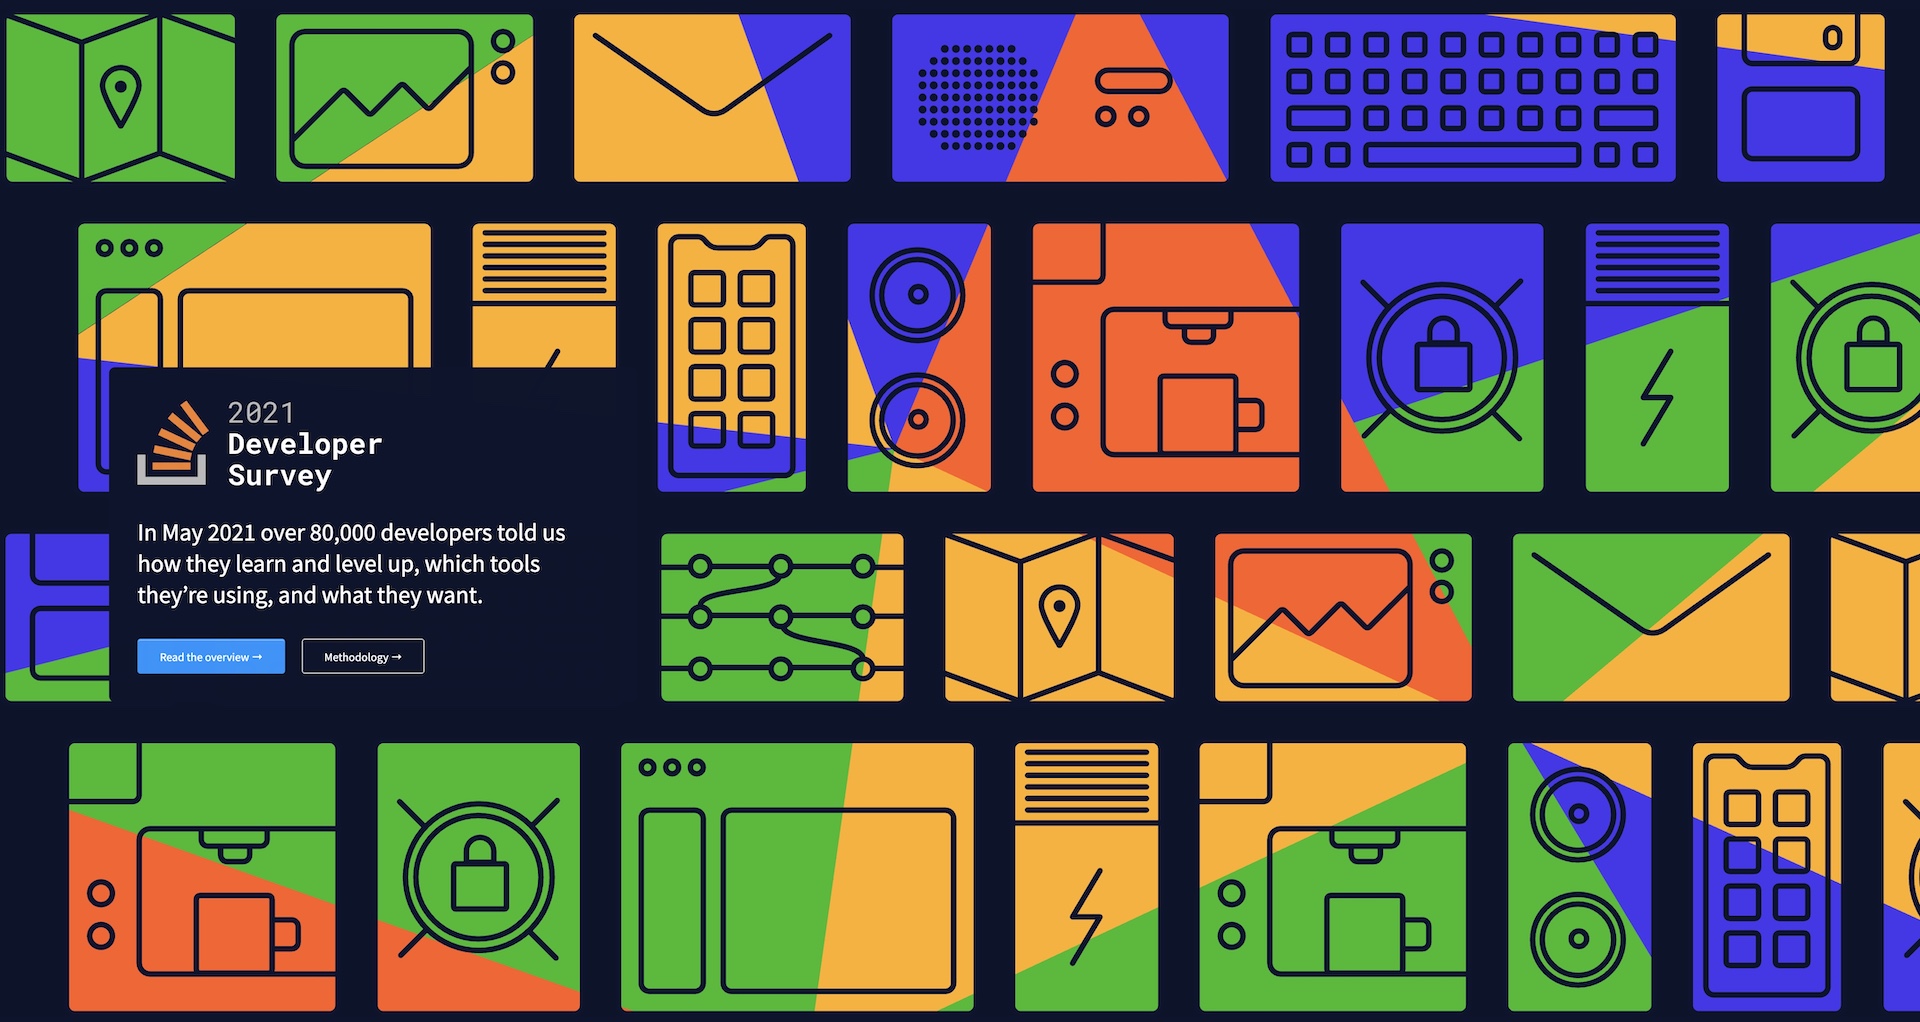 2021
Developer
Survey
In May 2021 over 80,000 developers told us
how they learn and level up, which tools
they’re using, and what they want.
Read the overview →
Methodology →